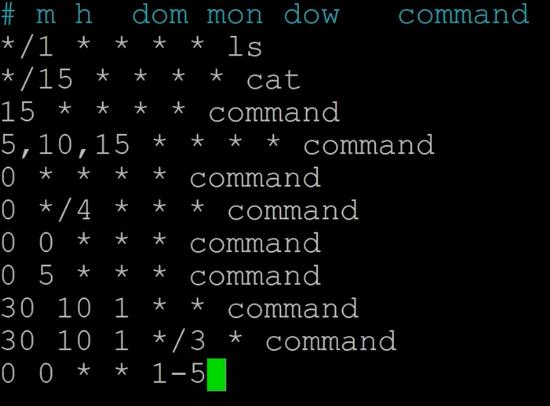 # m h dom mon dow command
*/1 * * * * ls
*/15 * * * * cat
15 * * * * command
5,10,15 * * * * command
0 * * * * command
0 */4 * * * command
0 0 * * * command
0 5 * * * command
30 10 1 * * command
30 10 1 */3 * command
0 0 * * 1-5